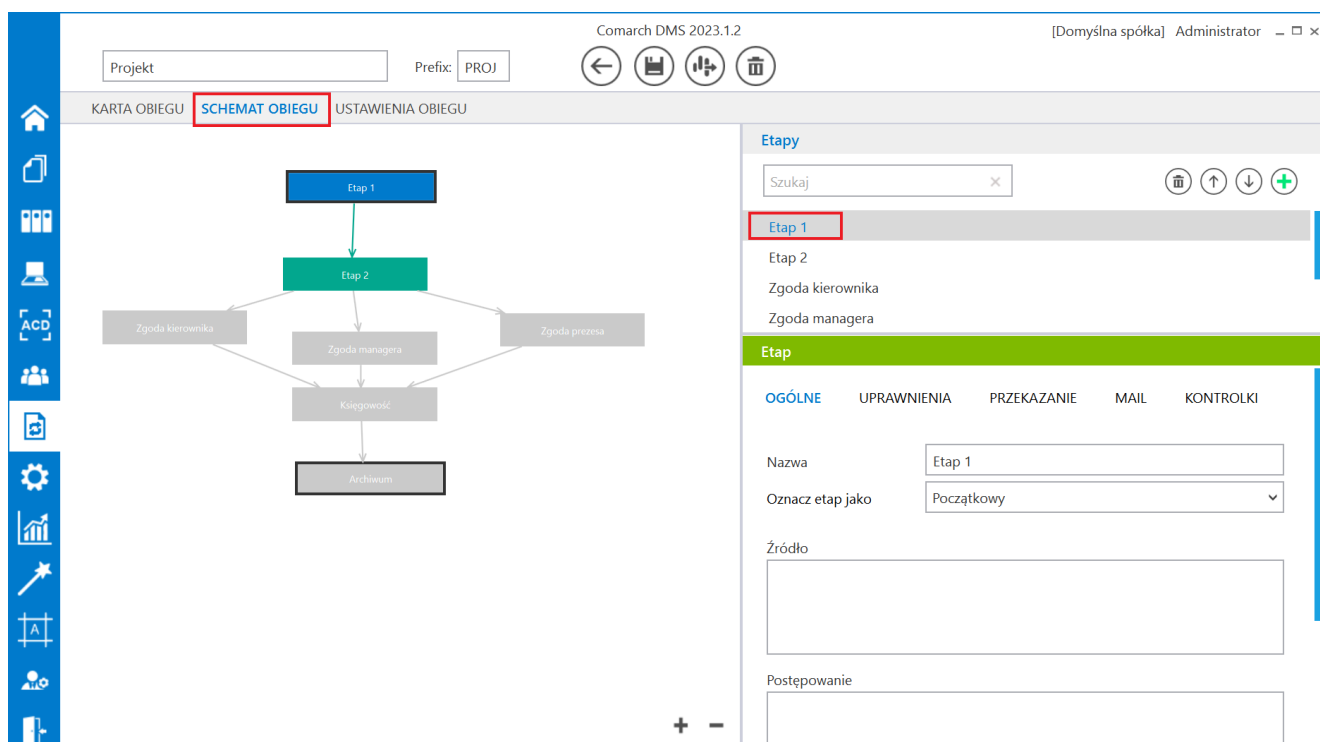 Comarch DMS 2023.1.2
[Domyślna spółka] Administrator
Projekt
Prefix: PROJ
KARTA OBIEGU SCHEMAT OBIEGU USTAWIENIA OBIEGU
Etap 1
Etap 2
Zgoda kierownika
Zgoda managera
Zgoda prezesa
Księgowość
Archiwum
ACD
A
Etapy
Szukaj
Etap 1
Etap 2
Zgoda kierownika
Zgoda managera
Etap
OGÓLNE UPRAWNIENIA PRZEKAZANIE MAIL KONTROLKI
Nazwa Etap 1
Oznacz etap jako Początkowy
Źródło
Postępowanie